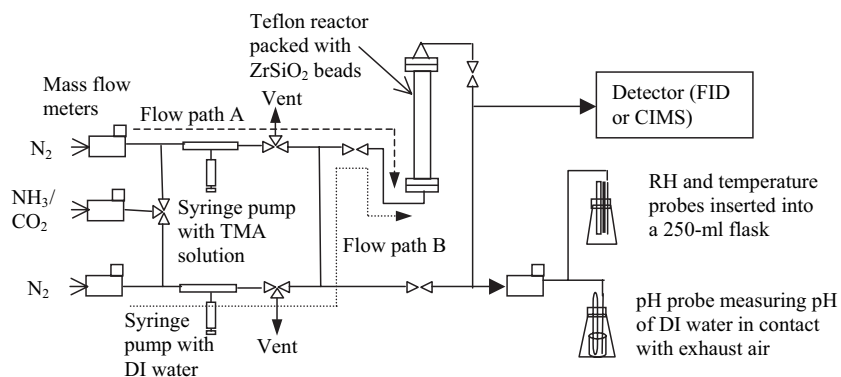 Teflon reactor
packed with
ZrSiO2 beads
Mass flow
meters
Vent
Flow path A
Detector (FID
or CIMS)
N2
NH3/
CO2
Syringe pump
with TMA
solution
RH and temperature
probes inserted into
a 250-ml flask
Flow path B
N2
Syringe
pump with
DI water
Vent
pH probe measuring pH
of DI water in contact
with exhaust air